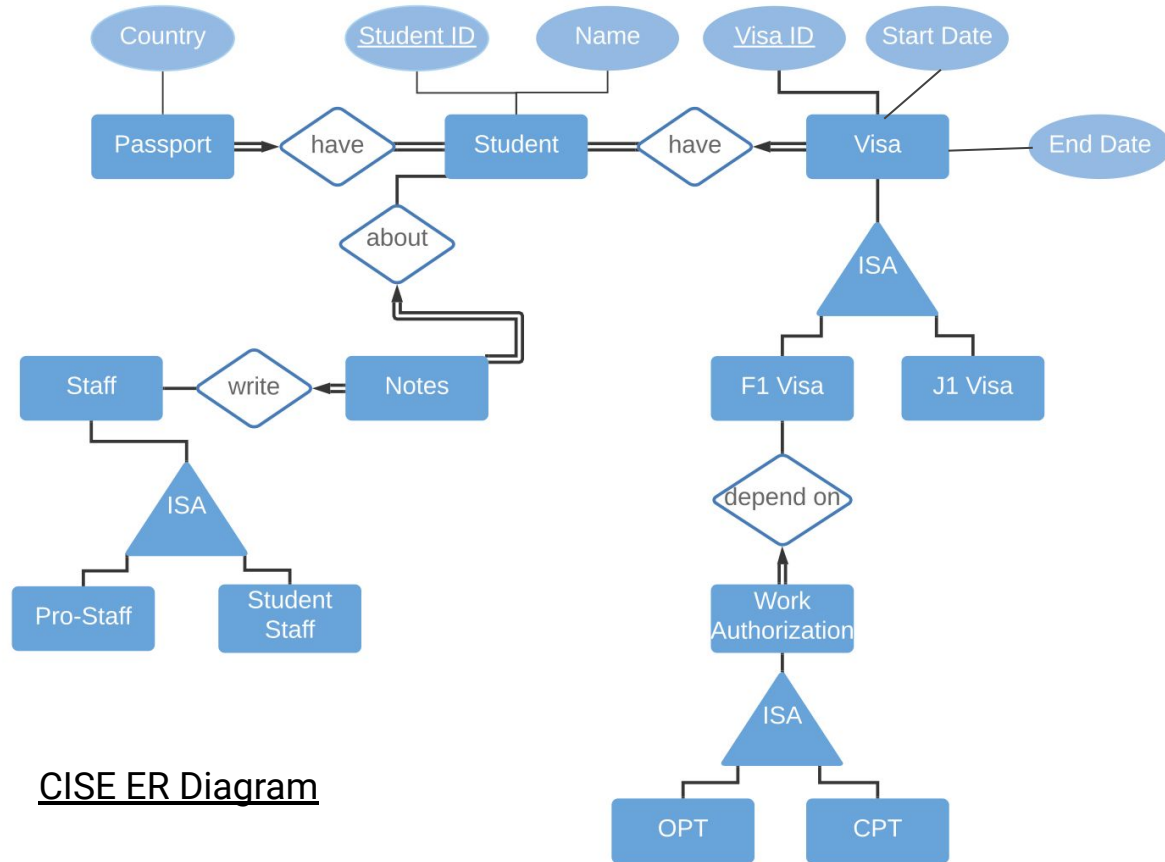 Country
Student ID
Name
Visa ID
Start Date
Passport
have
Student
have
Visa
End Date
about
ISA
Staff
write
Notes
F1 Visa
J1 Visa
ISA
depend on
Pro-Staff
Student
Staff
Work
Authorization
ISA
CISE ER Diagram
OPT
CPT